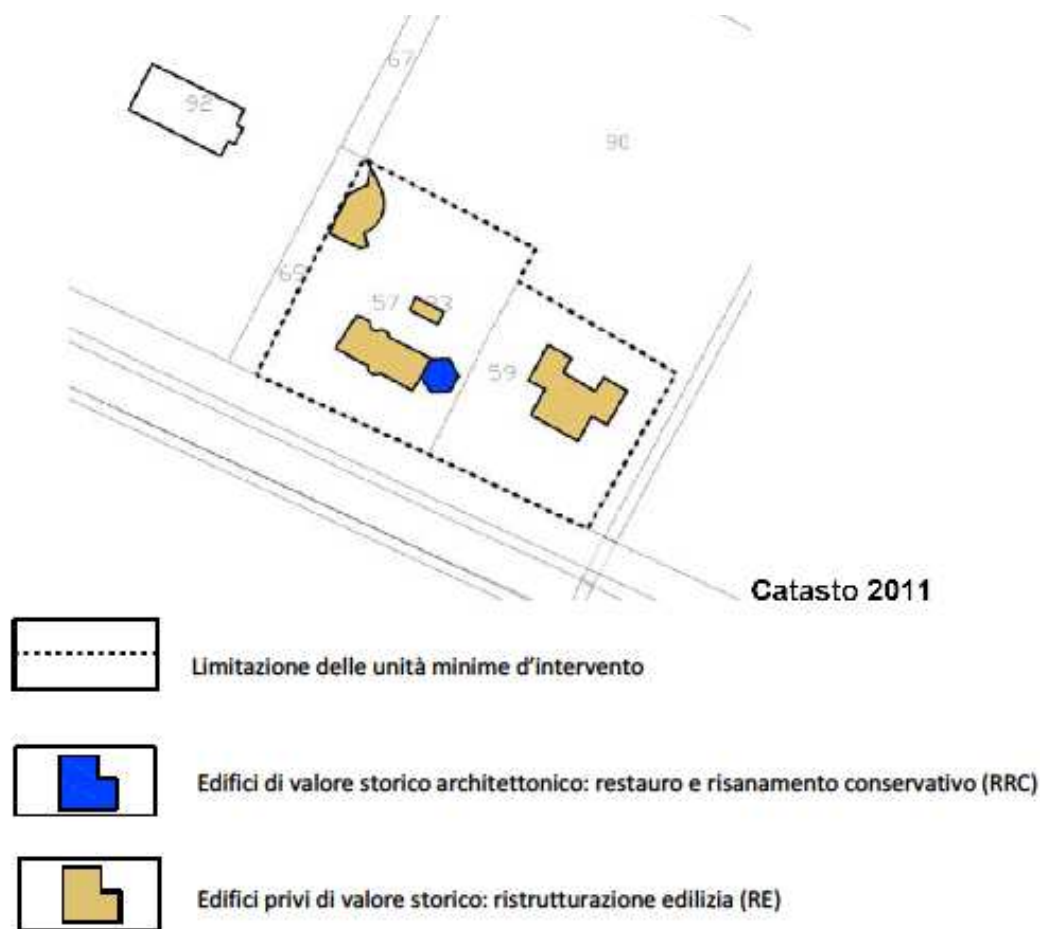 67
92
90
65
57
59
Catasto 2011
Limitazione delle unità minime d'intervento
Edifici di valore storico architettonico: restauro e risanamento conservativo (RRC)
Edifici privi di valore storico: ristrutturazione edilizia (RE)